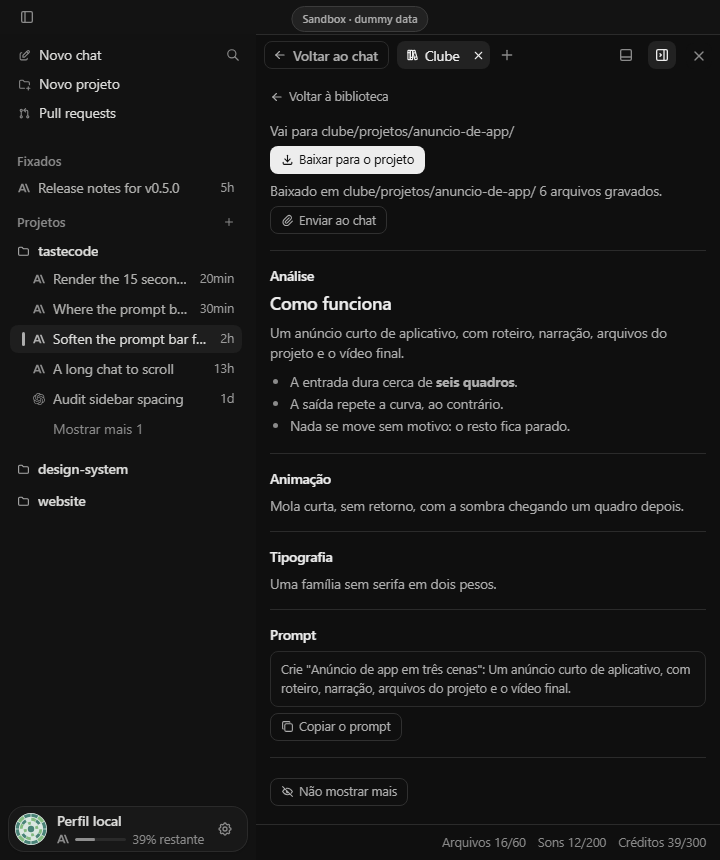 Sandbox · dummy data
Novo chat
Novo projeto
Pull requests
Fixados
Release notes for v0.5.0 5h
Projetos
tastecode
Render the 15 secon... 20min
Where the prompt b... 30min
Soften the prompt bar f... 2h
A long chat to scroll 13h
Audit sidebar spacing 1d
Mostrar mais 1
design-system
website
Perfil local
39% restante
Voltar ao chat
Clube
Voltar à biblioteca
Vai para clube/projetos/anuncio-de-app/
Baixar para o projeto
Baixado em clube/projetos/anuncio-de-app/ 6 arquivos gravados.
Enviar ao chat
Análise
Como funciona
Um anúncio curto de aplicativo, com roteiro, narração, arquivos do
projeto e o vídeo final.
A entrada dura cerca de seis quadros.
A saída repete a curva, ao contrário.
Nada se move sem motivo: o resto fica parado.
Animação
Mola curta, sem retorno, com a sombra chegando um quadro depois.
Tipografia
Uma família sem serifa em dois pesos.
Prompt
Crie "Anúncio de app em três cenas": Um anúncio curto de aplicativo, com
roteiro, narração, arquivos do projeto e o vídeo final.
Copiar o prompt
Não mostrar mais
Arquivos 16/60 Sons 12/200 Créditos 39/300